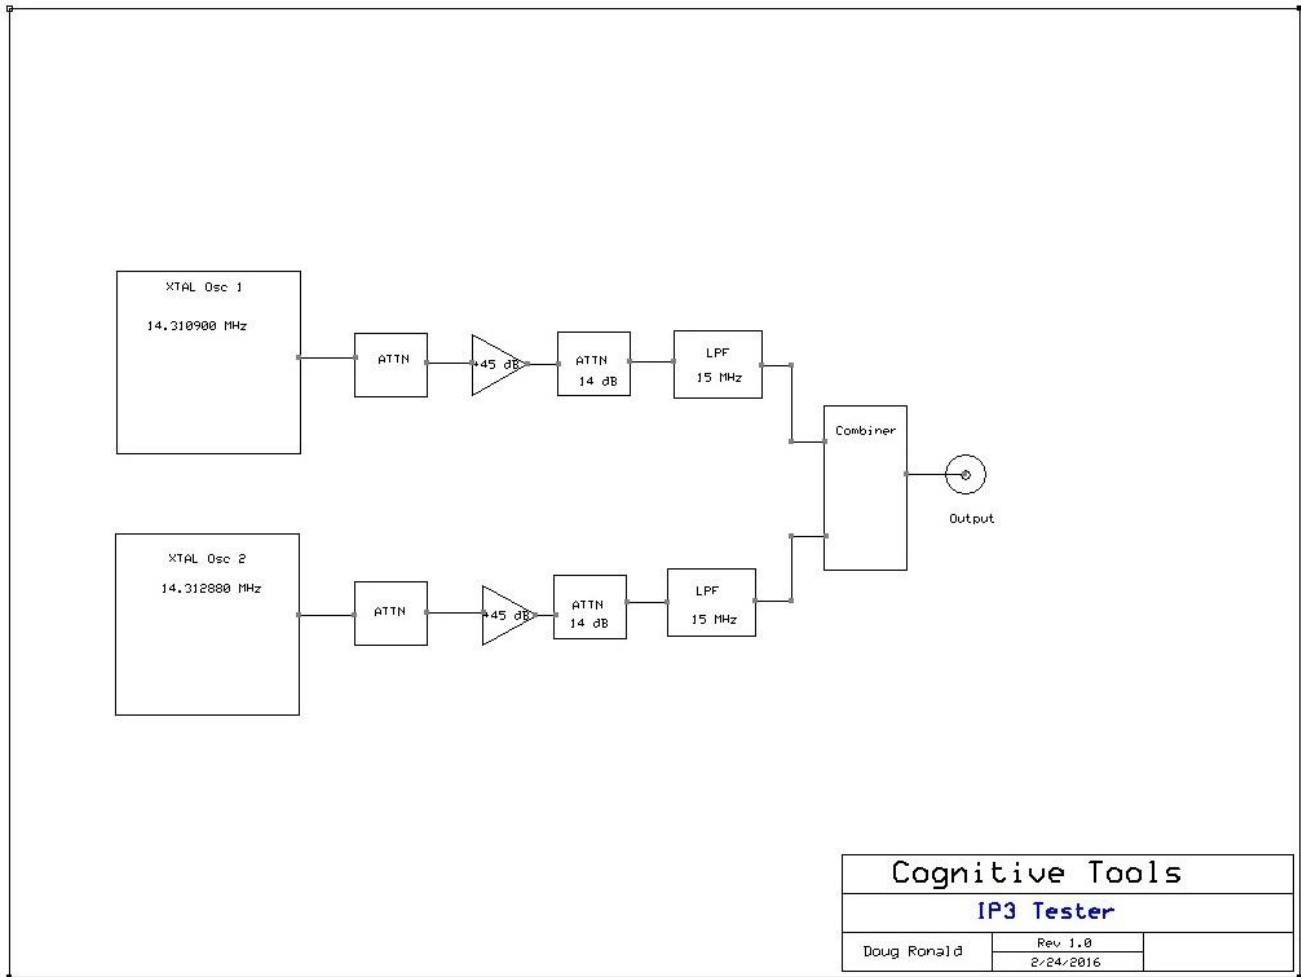 XTAL Osc 1
14.310900 MHz
ATTN
+45 dB
ATTN
14 dB
LPF
15 MHz
Combiner
Output
XTAL Osc 2
14.312880 MHz
ATTN
+45 dB
ATTN
14 dB
LPF
15 MHz
Cognitive Tools
IP3 Tester
Doug Ronald
Rev 1.0
2/24/2016